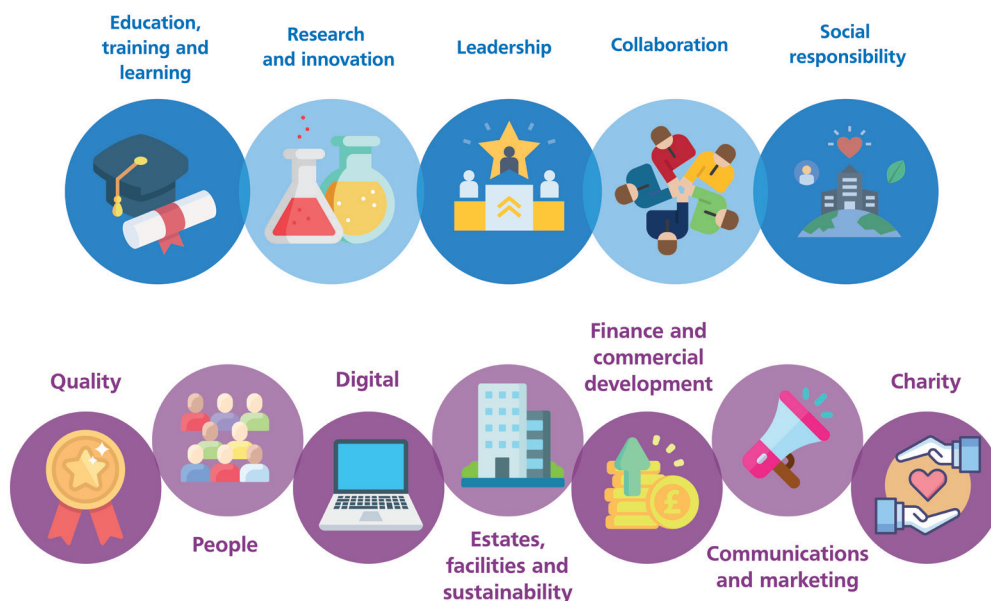 Education,
training and
learning
Research
and innovation
Leadership
Collaboration
Social
responsibility
Quality
People
Digital
Estates,
facilities and
sustainability
Finance and
commercial
development
£
Communications
and marketing
Charity